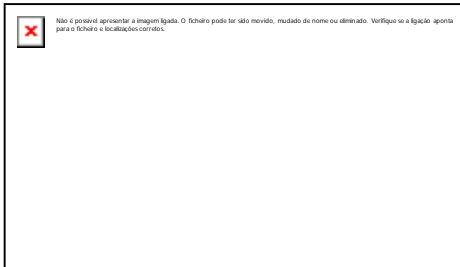 Não é possível apresentar a imagem ligada. O ficheiro pode ter sido movido, mudado de nome ou eliminado. Verifique se a ligação aponta
para o ficheiro e localizações corretos.